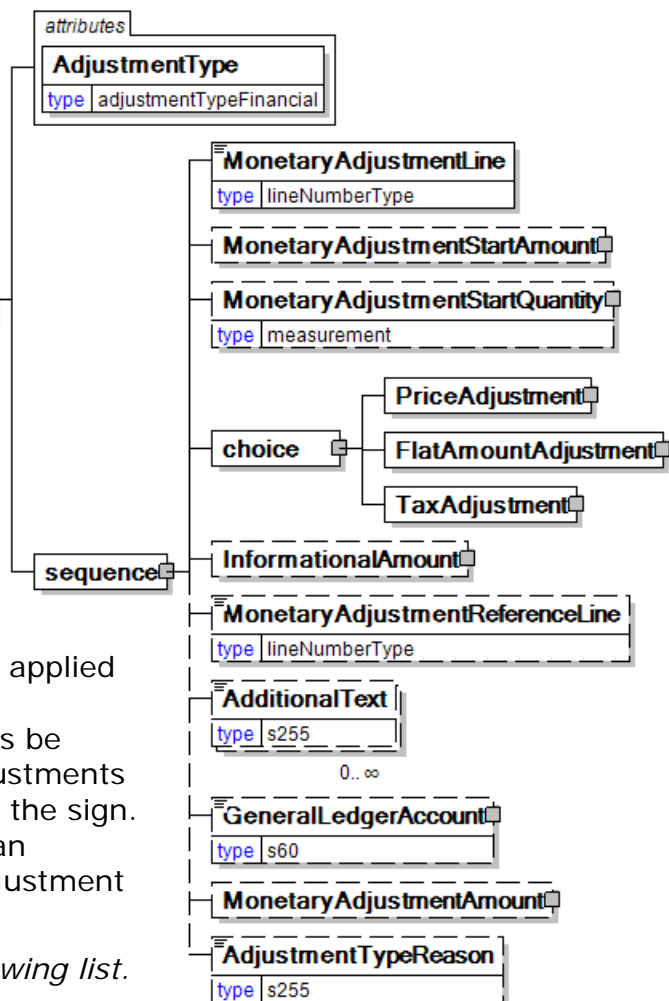 attributes
AdjustmentType
type adjustmentTypeFinancial
MonetaryAdjustmentLine
type lineNumberType
MonetaryAdjustmentStartAmount
MonetaryAdjustmentStartQuantity
type measurement
choice
PriceAdjustment
FlatAmountAdjustment
TaxAdjustment
sequence
InformationalAmount
MonetaryAdjustmentReferenceLine
type lineNumberType
AdditionalText
type s255
0.. ∞
GeneralLedgerAccount
type s60
MonetaryAdjustmentAmount
AdjustmentTypeReason
type s255
applied
s be
ustments
the sign.
an
justment
wing list.